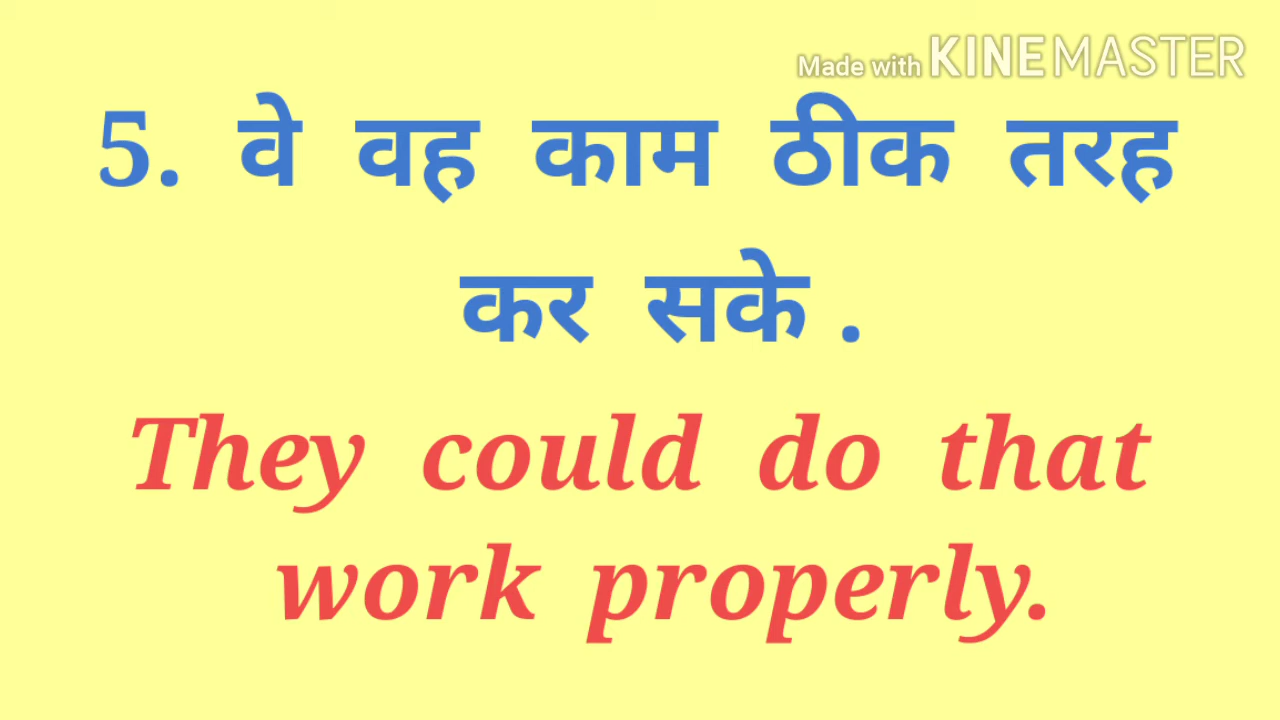 Made with KINEMASTER
5. वे वह काम ठीक तरह
कर सके .
They could do that
work properly.